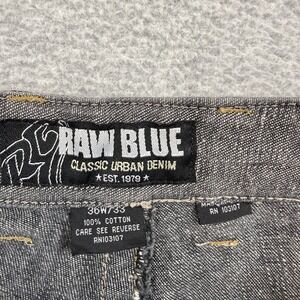 RAW BLUE
CLASSIC URBAN DENIM
★ EST. 1979 ★
36W/33
100% COTTON
CARE SEE REVERSE
RN103107
RN 103107